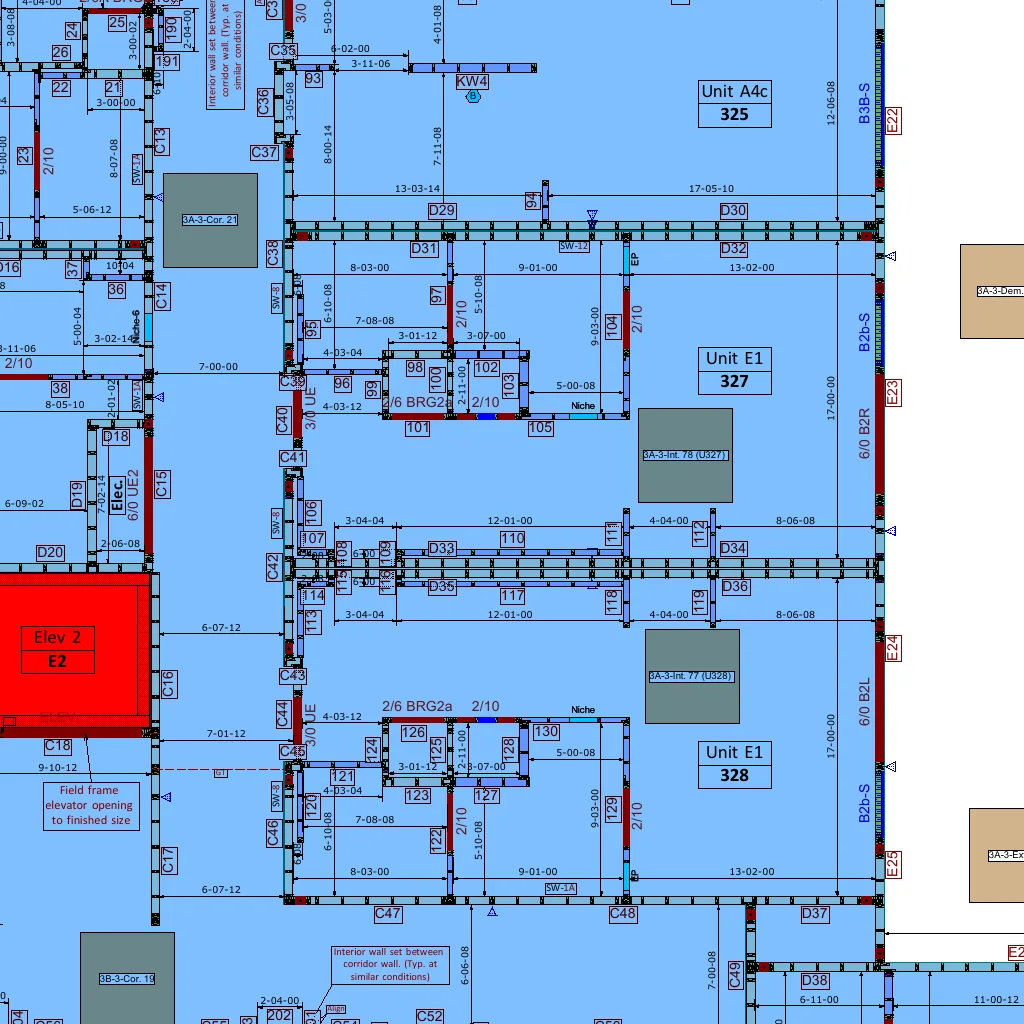 4-04-00
3-08-08
24
25
3-00-02
190
2-04-00
191
26
22
21
3-00-00
23
2/10
9-00-00
8-07-08
SW-1A
C13
5-06-12
Interior wall set between
corridor wall. (Typ. at
similar conditions)
3/0
C35
5-03-
4-01-08
6-02-00
3-11-06
93
KW4
B
C36
3-05-08
C37
8-00-14
7-11-08
Unit A4c
325
12-06-08
B3B-S
E22
13-03-14
94
17-05-10
D29
D30
3A-3-Cor. 21
D16
37
10-04
36
C14
5-00-04
3-02-14
Niche-6
3-11-06
2/10
38
8-05-10
2-01-02
SW-1A
7-00-00
C38
SW-8
D31
SW-12
D32
EP
8-03-00
9-01-00
13-02-00
97
2/10
6-10-08
5-10-08
95
7-08-08
9-03-00
104
2/10
3-01-12
3-07-00
4-03-04
98
102
96
99
100
2-11-00
103
5-00-08
Unit E1
327
B2b-S
C39
C40
3/0 UE
4-03-12
2/6 BRG2a
2/10
Niche
101
105
E23
17-00-00
6/0 B2R
3A-3-Dem.
3A-3-Int. 78 (U327)
D18
D19
7-02-14
Elec.
6/0 UE2
C15
6-09-02
2-06-08
D20
C41
106
SW-8
3-04-04
12-01-00
111
4-04-00
112
8-06-08
107
108
6-00
109
D33
110
D34
C42
114
115
6-00
116
D35
117
118
119
D36
113
3-04-04
12-01-00
4-04-00
8-06-08
Elev 2
E2
ELEV.
6-07-12
C16
C18
7-01-12
9-10-12
GT
Field frame
elevator opening
to finished size
C17
6-07-12
C43
C44
3/0 UE
C45
4-03-12
2/6 BRG2a
2/10
Niche
126
130
124
125
2-11-00
128
5-00-08
3A-3-Int. 77 (U328)
E24
6/0 B2L
17-00-00
121
3-01-12
3-07-00
4-03-04
123
127
SW-8
120
7-08-08
122
2/10
9-03-00
129
2/10
Unit E1
328
B2b-S
C46
6-10-08
5-10-08
8-03-00
9-01-00
EP
13-02-00
SW-1A
E25
3A-3-Ex
C47
C48
D37
3B-3-Cor. 19
Interior wall set between
corridor wall. (Typ. at
similar conditions)
6-06-08
7-00-08
C49
D38
6-11-00
11-00-12
2-04-00
202
Align
C52